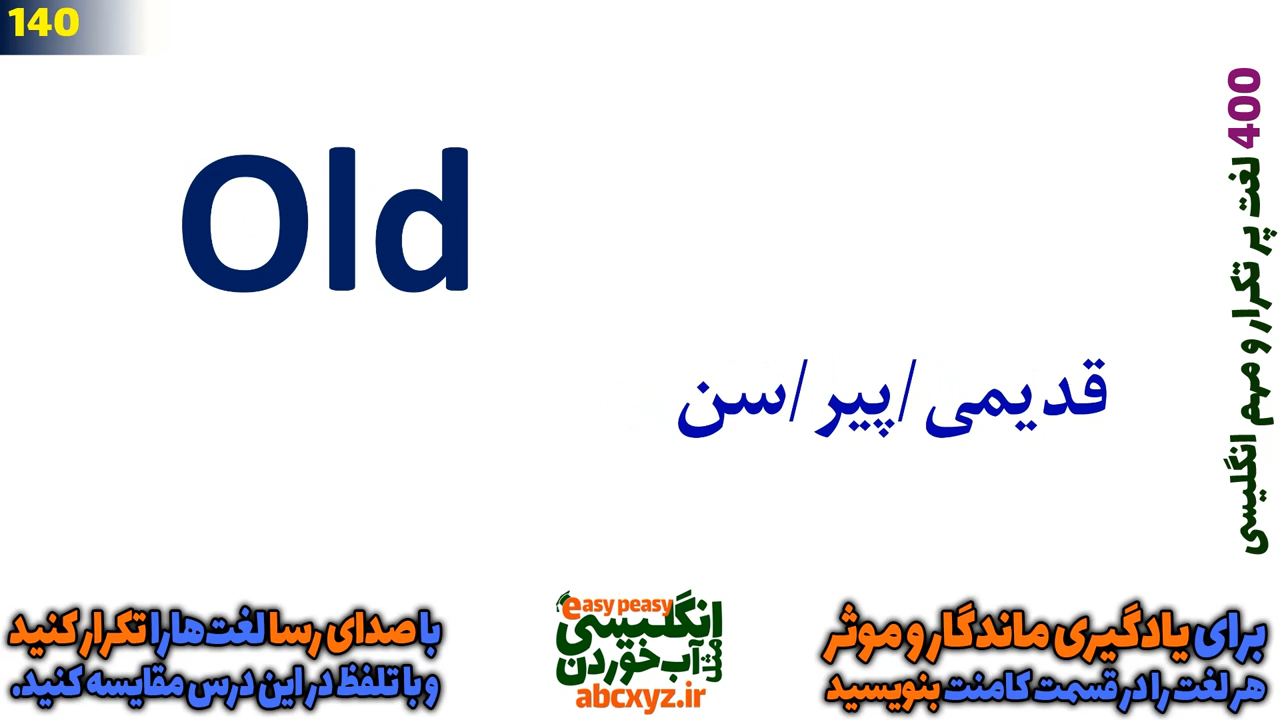 140
Old
قدیمی/پیر/سن
400 لغت پر تکرار و مهم انگلیسی
با صدای رسا لغت‌ها را تکرار کنید
و با تلفظ در این درس مقایسه کنید.
easy peasy
انگلیسی
مثل آب خوردن
abcxyz.ir
برای یادگیری ماندگار و موثر
هر لغت را در قسمت کامنت بنویسید